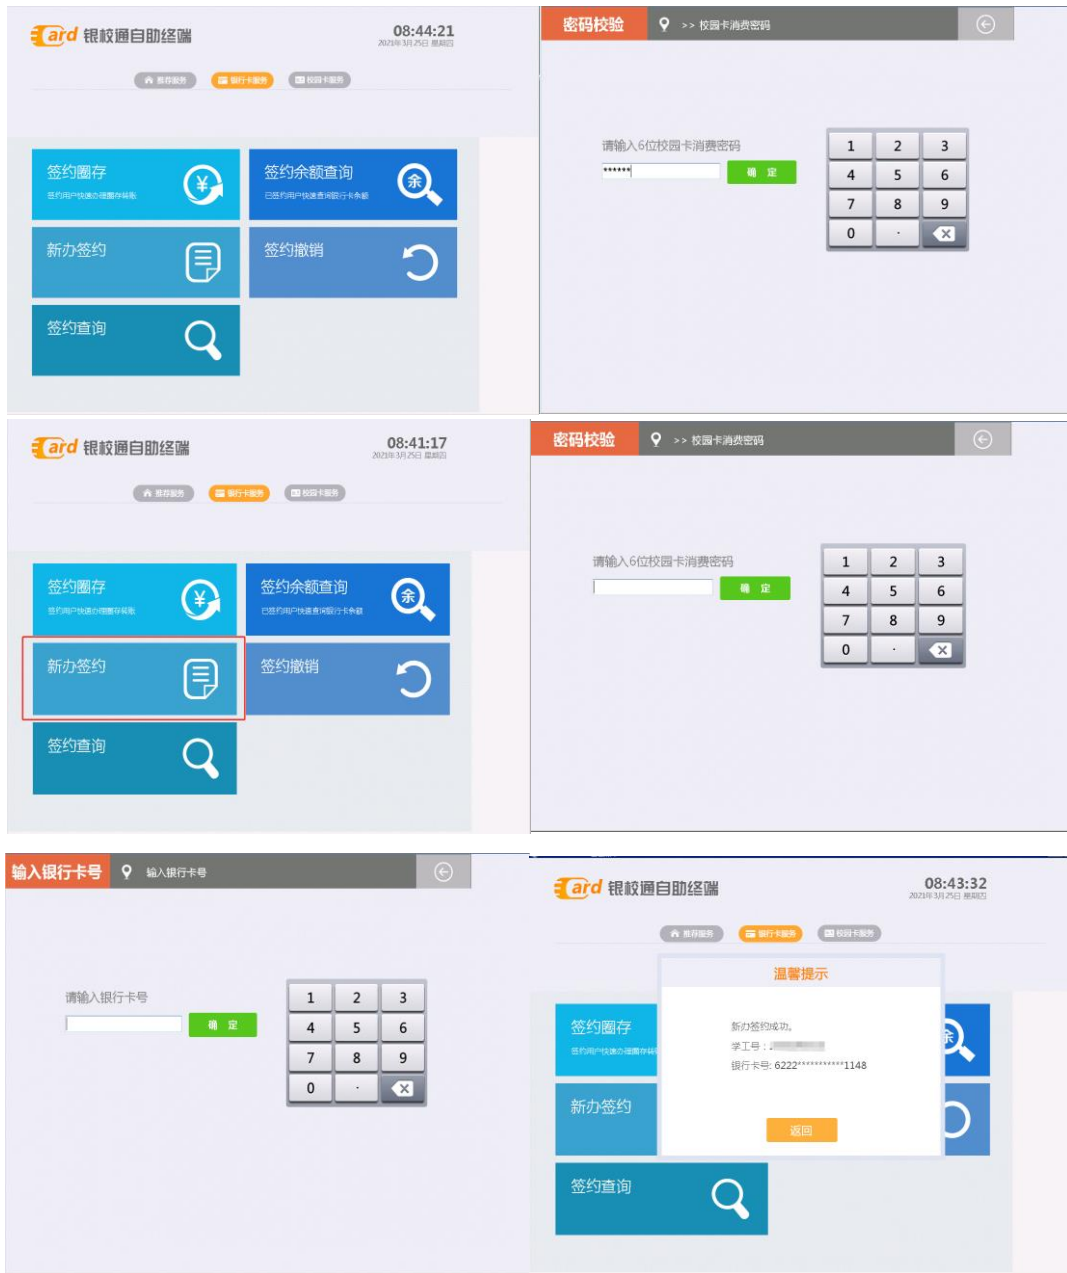 Card 银校通自助终端
08:44:21
2021年3月25日 星期四
推荐服务 银行卡服务 校园卡服务
签约圈存
签约用户快速办理圈存转账
签约余额查询
已签约用户快速查询银行卡余额
余
新办签约
签约撤销
签约查询
密码校验 >> 校园卡消费密码
请输入6位校园卡消费密码
****** 确 定
1 2 3
4 5 6
7 8 9
0 .
Card 银校通自助终端
08:41:17
2021年3月25日 星期四
推荐服务 银行卡服务 校园卡服务
签约圈存
签约用户快速办理圈存转账
签约余额查询
已签约用户快速查询银行卡余额
余
新办签约
签约撤销
签约查询
密码校验 >> 校园卡消费密码
请输入6位校园卡消费密码
确 定
1 2 3
4 5 6
7 8 9
0 .
输入银行卡号 输入银行卡号
请输入银行卡号
确 定
1 2 3
4 5 6
7 8 9
0 .
Card 银校通自助终端
08:43:32
2021年3月25日 星期四
推荐服务 银行卡服务 校园卡服务
温馨提示
新办签约成功。
学工号：
银行卡号: 6222***********1148
返回
签约圈存
签约用户快速办理圈存转
余
新办签约
签约查询